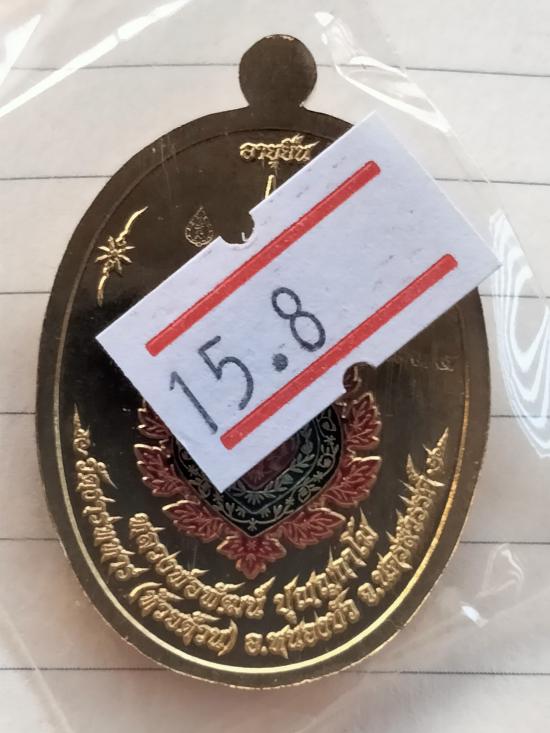 อายุยืน
15.8
หลวงพ่อพัฒน์ ปุญฺญกาโม
วัดธารทหาร (ห้วยด้วน) อ.หนองบัว จ.นครสวรรค์